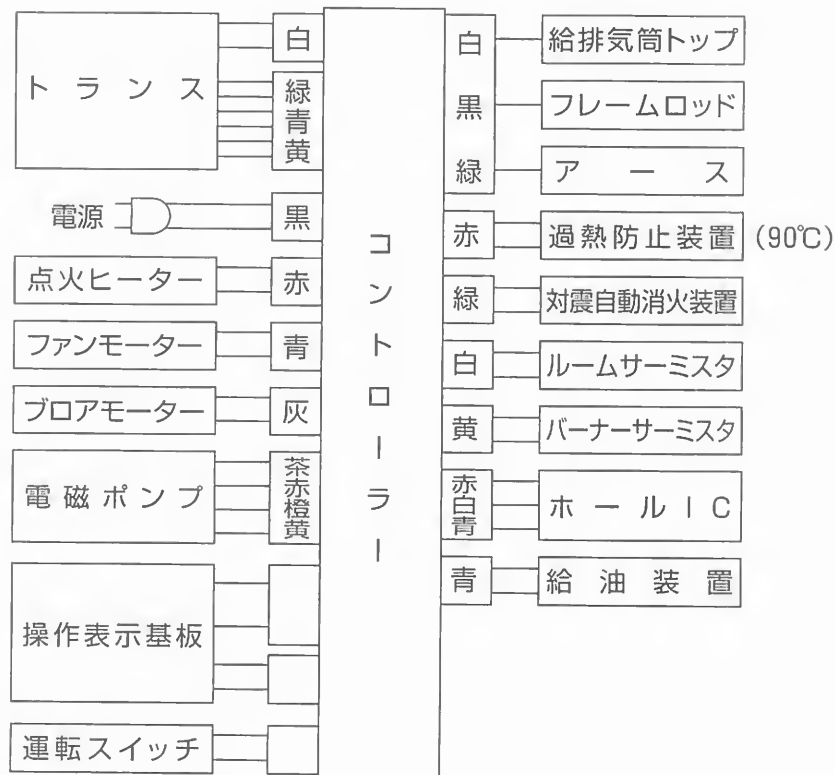 トランス
白
緑
青
黄
電源
黒
点火ヒーター
赤
ファンモーター
青
ブロアモーター
灰
電磁ポンプ
茶
赤
橙
黄
操作表示基板
運転スイッチ
コントローラー
白
給排気筒トップ
黒
フレームロッド
緑
アース
赤
過熱防止装置 (90℃)
緑
対震自動消火装置
白
ルームサーミスタ
黄
バーナーサーミスタ
赤
白
青
ホールIC
青
給油装置